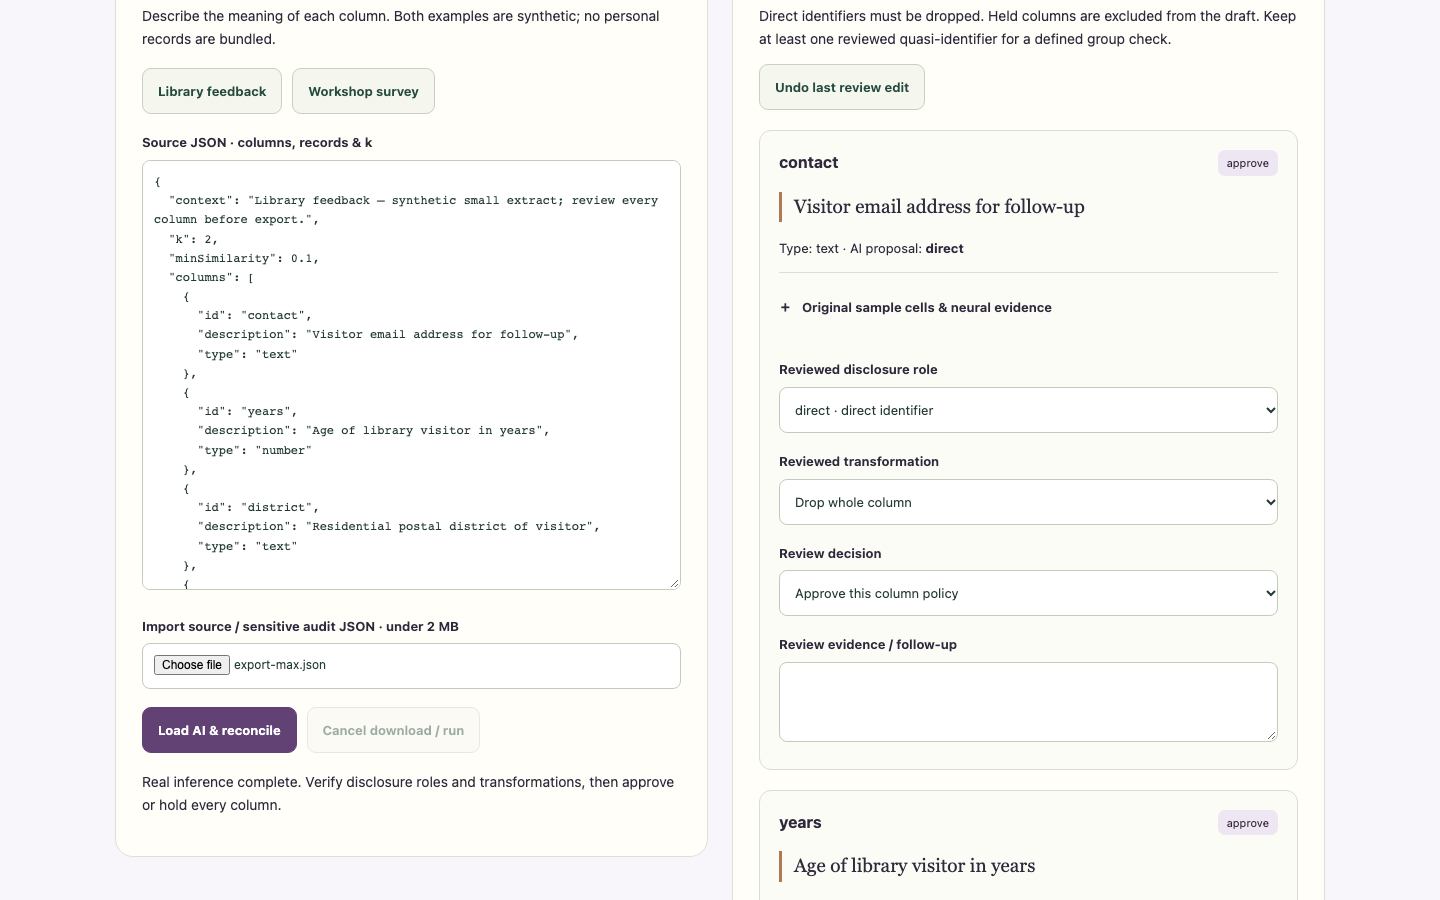 Describe the meaning of each column. Both examples are synthetic; no personal
records are bundled.
Library feedback
Workshop survey
Source JSON · columns, records & k
{
  "context": "Library feedback — synthetic small extract; review every
column before export.",
  "k": 2,
  "minSimilarity": 0.1,
  "columns": [
    {
      "id": "contact",
      "description": "Visitor email address for follow-up",
      "type": "text"
    },
    {
      "id": "years",
      "description": "Age of library visitor in years",
      "type": "number"
    },
    {
      "id": "district",
      "description": "Residential postal district of visitor",
      "type": "text"
    },
    {
Import source / sensitive audit JSON · under 2 MB
Choose file export-max.json
Load AI & reconcile
Cancel download / run
Real inference complete. Verify disclosure roles and transformations, then approve
or hold every column.
Direct identifiers must be dropped. Held columns are excluded from the draft. Keep
at least one reviewed quasi-identifier for a defined group check.
Undo last review edit
contact
approve
Visitor email address for follow-up
Type: text · AI proposal: direct
+ Original sample cells & neural evidence
Reviewed disclosure role
direct · direct identifier
Reviewed transformation
Drop whole column
Review decision
Approve this column policy
Review evidence / follow-up
years
approve
Age of library visitor in years